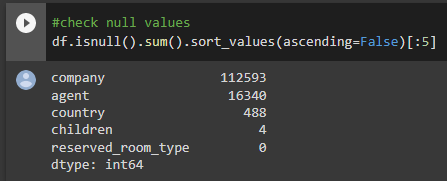 #check null values
df.isnull().sum().sort_values(ascending=False)[:5]
company 112593
agent 16340
country 488
children 4
reserved_room_type 0
dtype: int64